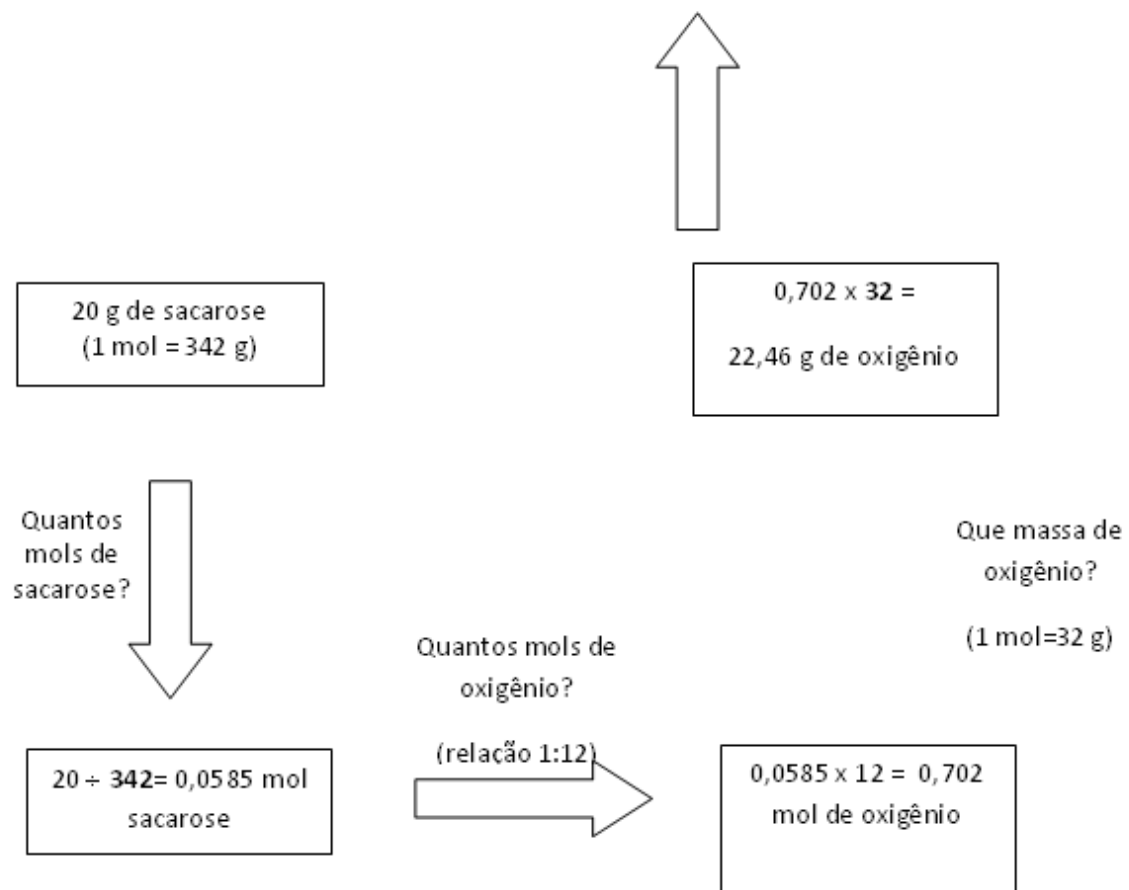 20 g de sacarose
(1 mol = 342 g)
0,702 x 32 =
22,46 g de oxigênio
Quantos
mols de
sacarose?
Que massa de
oxigênio?
(1 mol=32 g)
Quantos mols de
oxigênio?
(relação 1:12)
20 ÷ 342= 0,0585 mol
sacarose
0,0585 x 12 = 0,702
mol de oxigênio